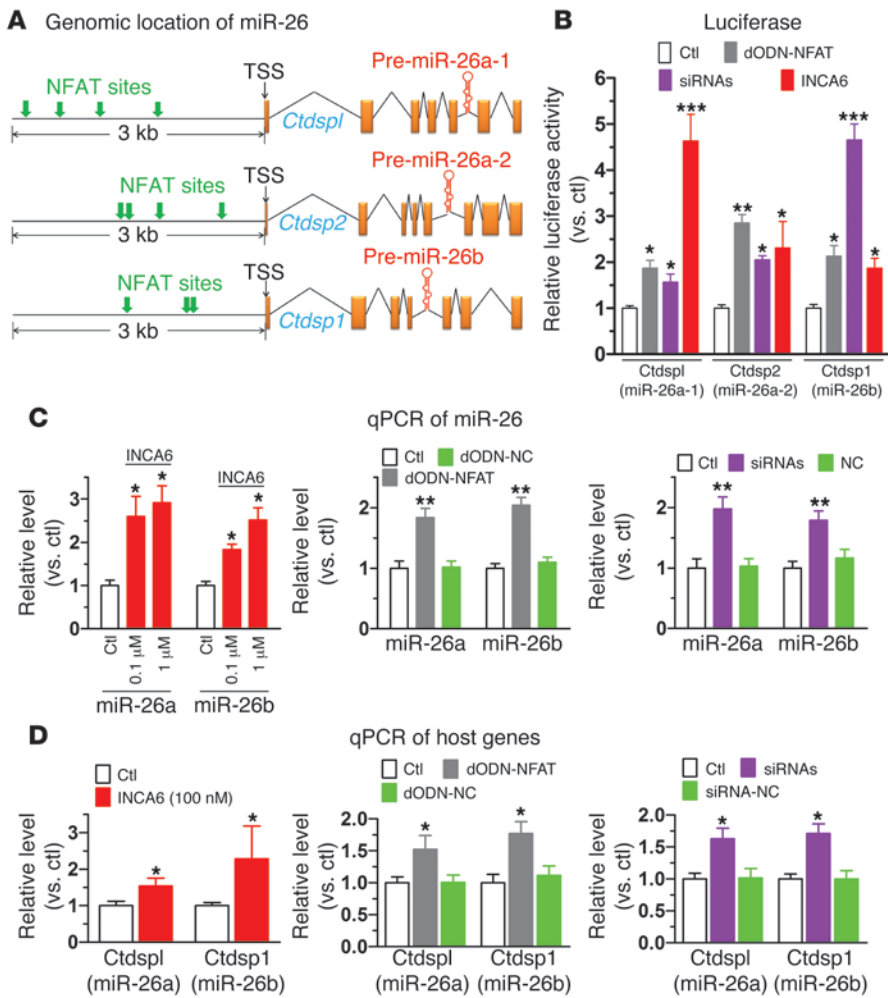 A Genomic location of miR-26
NFAT sites
TSS
Pre-miR-26a-1
Ctdspl
3 kb
NFAT sites
TSS
Pre-miR-26a-2
Ctdsp2
3 kb
NFAT sites
TSS
Pre-miR-26b
Ctdsp1
3 kb
B Luciferase
Ctl dODN-NFAT
siRNAs INCA6
Relative luciferase activity
(vs. ctl)
6
5
4
3
2
1
0
* * ***
** * *
* *** *
Ctdspl Ctdsp2 Ctdsp1
(miR-26a-1) (miR-26a-2) (miR-26b)
C qPCR of miR-26
INCA6
INCA6
Relative level
(vs. ctl)
3
2
1
0
* * * *
Ctl 0.1 μM 1 μM Ctl 0.1 μM 1 μM
miR-26a miR-26b
Ctl dODN-NC
dODN-NFAT
Relative level
(vs. ctl)
2
1
0
** **
miR-26a miR-26b
Ctl siRNAs NC
Relative level
(vs. ctl)
2
1
0
** **
miR-26a miR-26b
D qPCR of host genes
Ctl
INCA6 (100 nM)
Relative level
(vs. ctl)
3
2
1
0
* *
Ctdspl Ctdsp1
(miR-26a) (miR-26b)
Ctl dODN-NFAT
dODN-NC
Relative level
(vs. ctl)
2.0
1.5
1.0
0.5
0.0
* *
Ctdspl Ctdsp1
(miR-26a) (miR-26b)
Ctl siRNAs
siRNA-NC
Relative level
(vs. ctl)
2.0
1.5
1.0
0.5
0.0
* *
Ctdspl Ctdsp1
(miR-26a) (miR-26b)